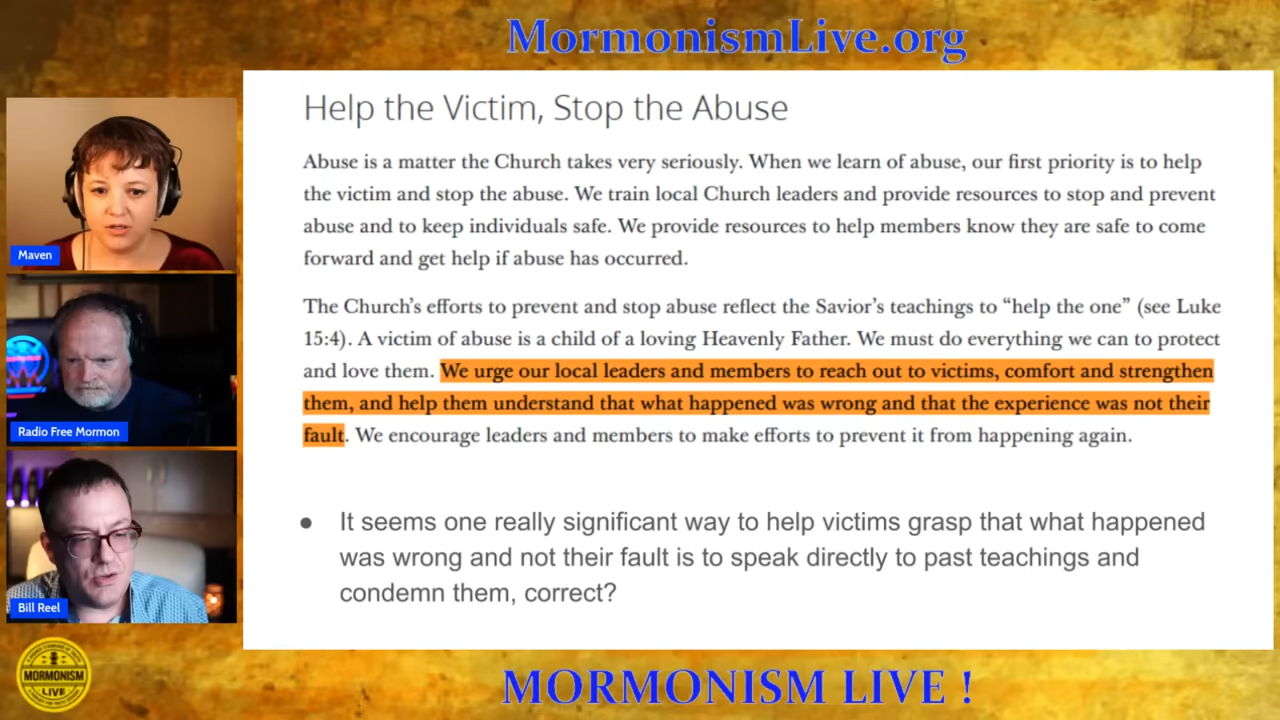 MormonismLive.org
Help the Victim, Stop the Abuse
Abuse is a matter the Church takes very seriously. When we learn of abuse, our first priority is to help
the victim and stop the abuse. We train local Church leaders and provide resources to stop and prevent
abuse and to keep individuals safe. We provide resources to help members know they are safe to come
forward and get help if abuse has occurred.
The Church’s efforts to prevent and stop abuse reflect the Savior’s teachings to “help the one” (see Luke
15:4). A victim of abuse is a child of a loving Heavenly Father. We must do everything we can to protect
and love them. We urge our local leaders and members to reach out to victims, comfort and strengthen
them, and help them understand that what happened was wrong and that the experience was not their
fault. We encourage leaders and members to make efforts to prevent it from happening again.
● It seems one really significant way to help victims grasp that what happened
was wrong and not their fault is to speak directly to past teachings and
condemn them, correct?
Maven
Radio Free Mormon
Bill Reel
MORMONISM
LIVE
MORMONISM LIVE !